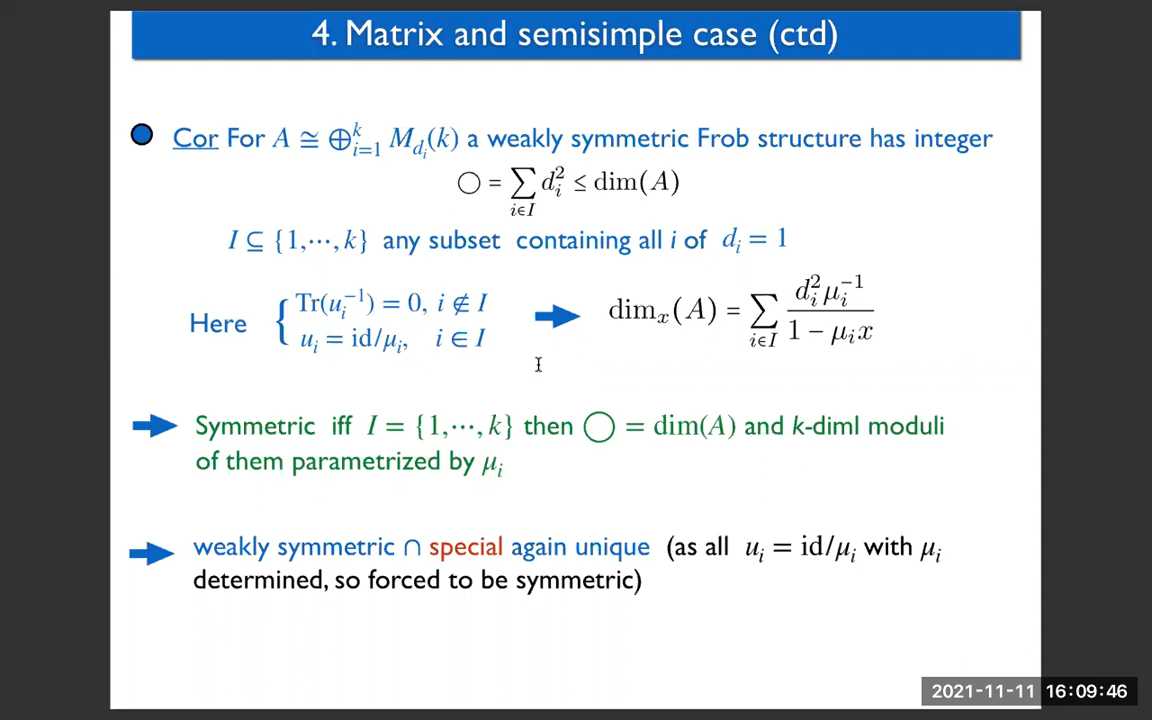 4. Matrix and semisimple case (ctd)
Cor For A ≅ ⊕_{i=1}^{k} M_{d_i}(k) a weakly symmetric Frob structure has integer
◯ = ∑_{i∈I} d_i^2 ≤ dim(A)
I ⊆ {1,⋯,k} any subset containing all i of d_i = 1
Here { Tr(u_i^{-1}) = 0, i ∉ I
u_i = id/μ_i, i ∈ I
dim_x(A) = ∑_{i∈I} \frac{d_i^2 μ_i^{-1}}{1 − μ_i x}
Symmetric iff I = {1,⋯,k} then ◯ = dim(A) and k-diml moduli
of them parametrized by μ_i
weakly symmetric ∩ special again unique (as all u_i = id/μ_i with μ_i
determined, so forced to be symmetric)
2021-11-11 16:09:46